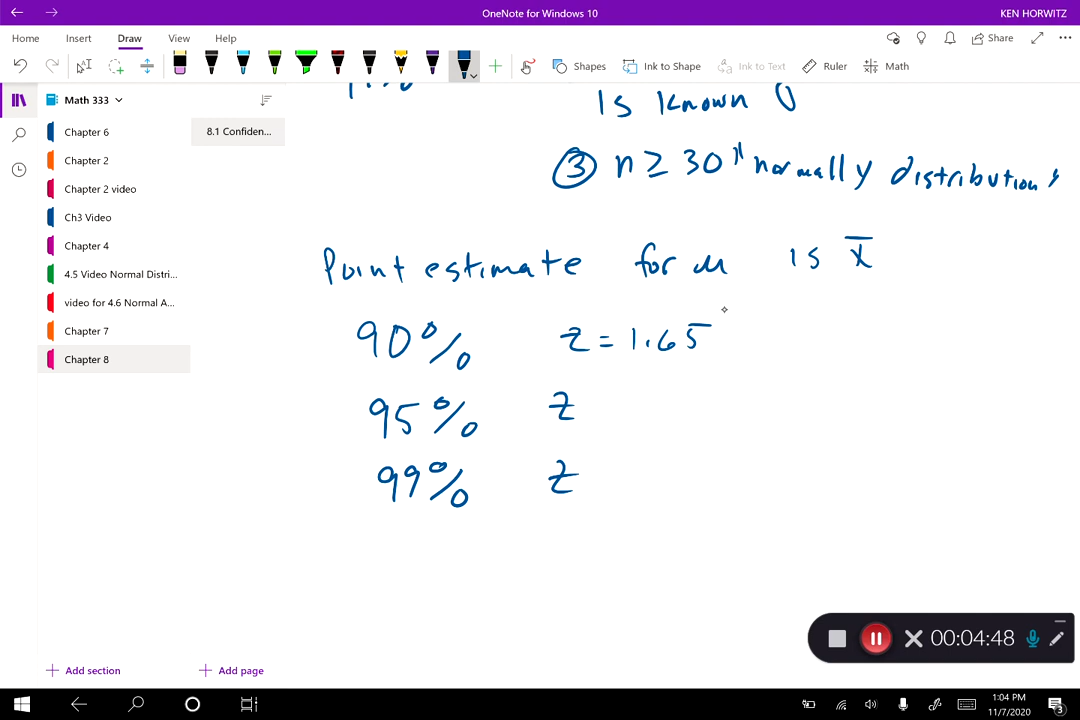 OneNote for Windows 10
KEN HORWITZ
Home Insert Draw View Help
Share
Shapes Ink to Shape Ink to Text Ruler Math
Math 333
8.1 Confiden...
Chapter 6
Chapter 2
Chapter 2 video
Ch3 Video
Chapter 4
4.5 Video Normal Distri...
video for 4.6 Normal A...
Chapter 7
Chapter 8
is known
③ n ≥ 30 normally distribution
Point estimate for μ is x̄
90% z = 1.65
95% z
99% z
Add section
Add page
00:04:48
1:04 PM
11/7/2020
3